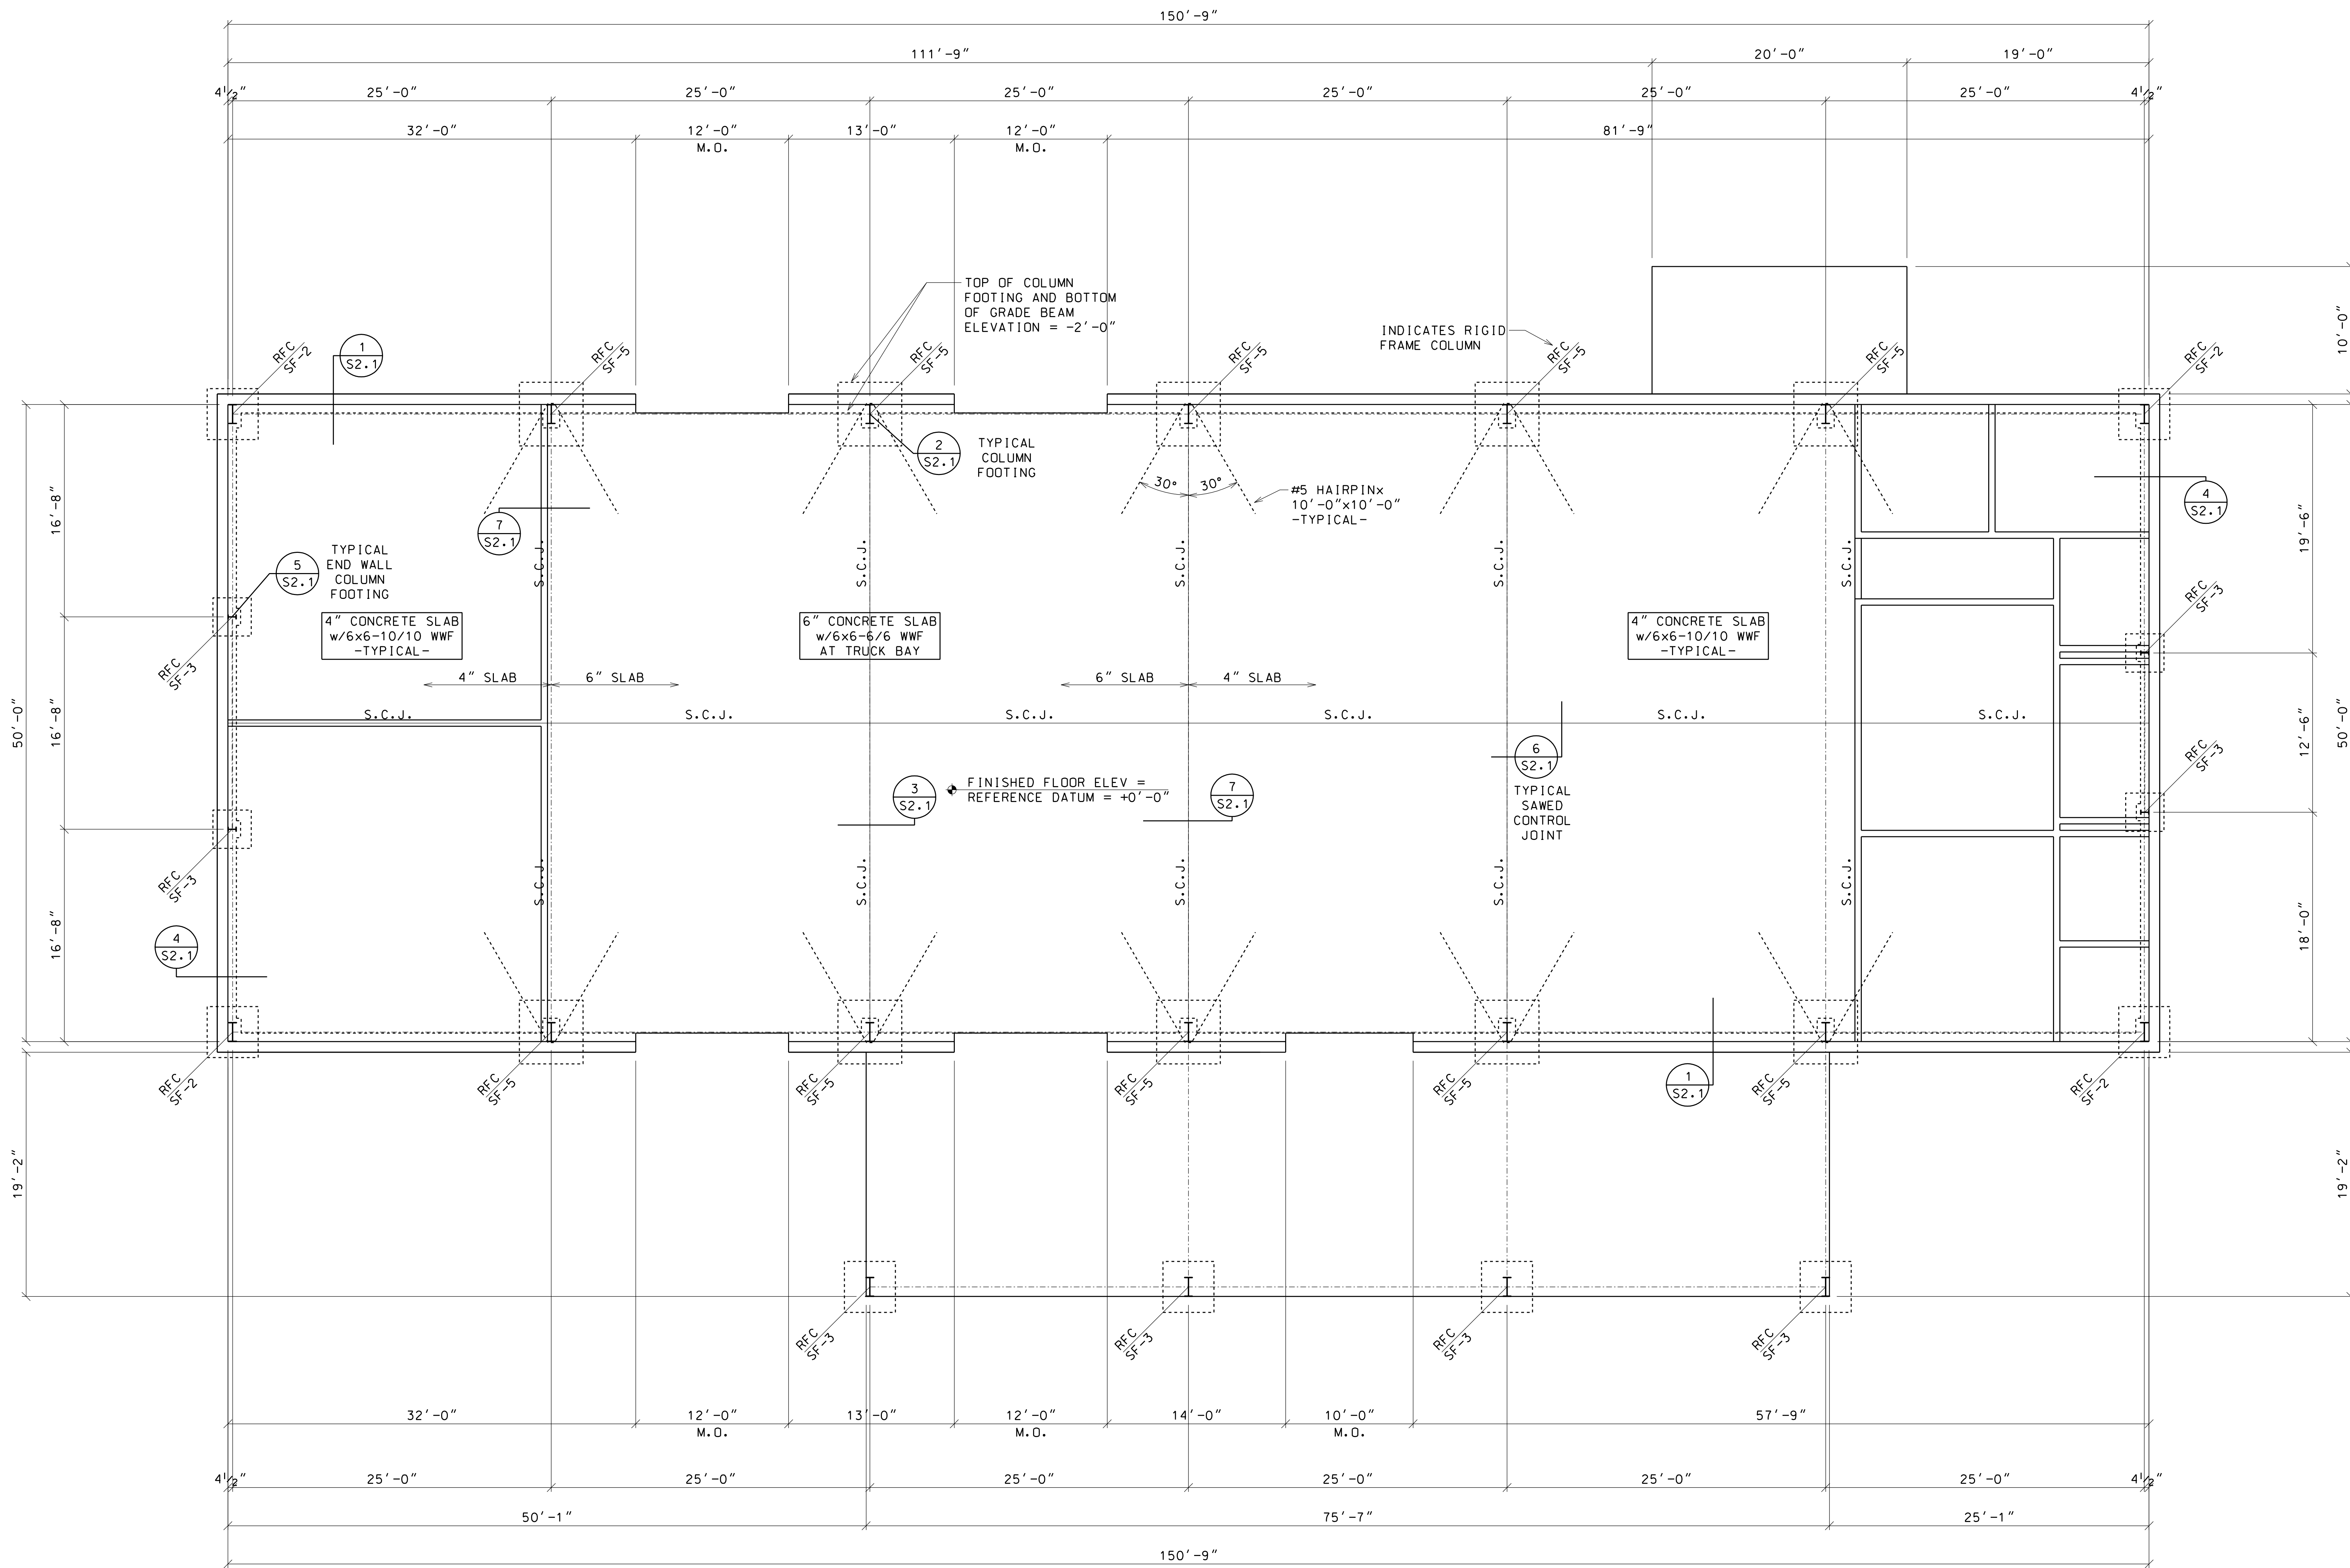 150'-9"
111'-9"
20'-0"
19'-0"
4½"
25'-0"
25'-0"
25'-0"
25'-0"
25'-0"
25'-0"
4½"
32'-0"
12'-0"
M.O.
13'-0"
12'-0"
M.O.
81'-9"
TOP OF COLUMN
FOOTING AND BOTTOM
OF GRADE BEAM
ELEVATION = -2'-0"
INDICATES RIGID
FRAME COLUMN
10'-0"
1
S2.1
RFC
SF-2
RFC
SF-5
RFC
SF-5
RFC
SF-5
RFC
SF-5
RFC
SF-5
RFC
SF-2
2
S2.1
TYPICAL
COLUMN
FOOTING
30°
30°
#5 HAIRPINx
10'-0"x10'-0"
-TYPICAL-
4
S2.1
16'-8"
7
S2.1
19'-6"
5
S2.1
TYPICAL
END WALL
COLUMN
FOOTING
S.C.J.
S.C.J.
S.C.J.
S.C.J.
S.C.J.
4" CONCRETE SLAB
w/6x6-10/10 WWF
-TYPICAL-
6" CONCRETE SLAB
w/6x6-6/6 WWF
AT TRUCK BAY
4" CONCRETE SLAB
w/6x6-10/10 WWF
-TYPICAL-
RFC
SF-3
RFC
SF-3
4" SLAB
6" SLAB
6" SLAB
4" SLAB
50'-0"
16'-8"
S.C.J.
S.C.J.
S.C.J.
S.C.J.
S.C.J.
S.C.J.
12'-6"
50'-0"
RFC
SF-3
6
S2.1
TYPICAL
SAWED
CONTROL
JOINT
3
S2.1
FINISHED FLOOR ELEV =
REFERENCE DATUM = +0'-0"
7
S2.1
RFC
SF-3
S.C.J.
S.C.J.
S.C.J.
S.C.J.
S.C.J.
16'-8"
18'-0"
4
S2.1
RFC
SF-2
RFC
SF-5
RFC
SF-5
RFC
SF-5
RFC
SF-5
1
S2.1
RFC
SF-5
RFC
SF-2
19'-2"
19'-2"
RFC
SF-3
RFC
SF-3
RFC
SF-3
RFC
SF-3
32'-0"
12'-0"
M.O.
13'-0"
12'-0"
M.O.
14'-0"
10'-0"
M.O.
57'-9"
4½"
25'-0"
25'-0"
25'-0"
25'-0"
25'-0"
25'-0"
4½"
50'-1"
75'-7"
25'-1"
150'-9"